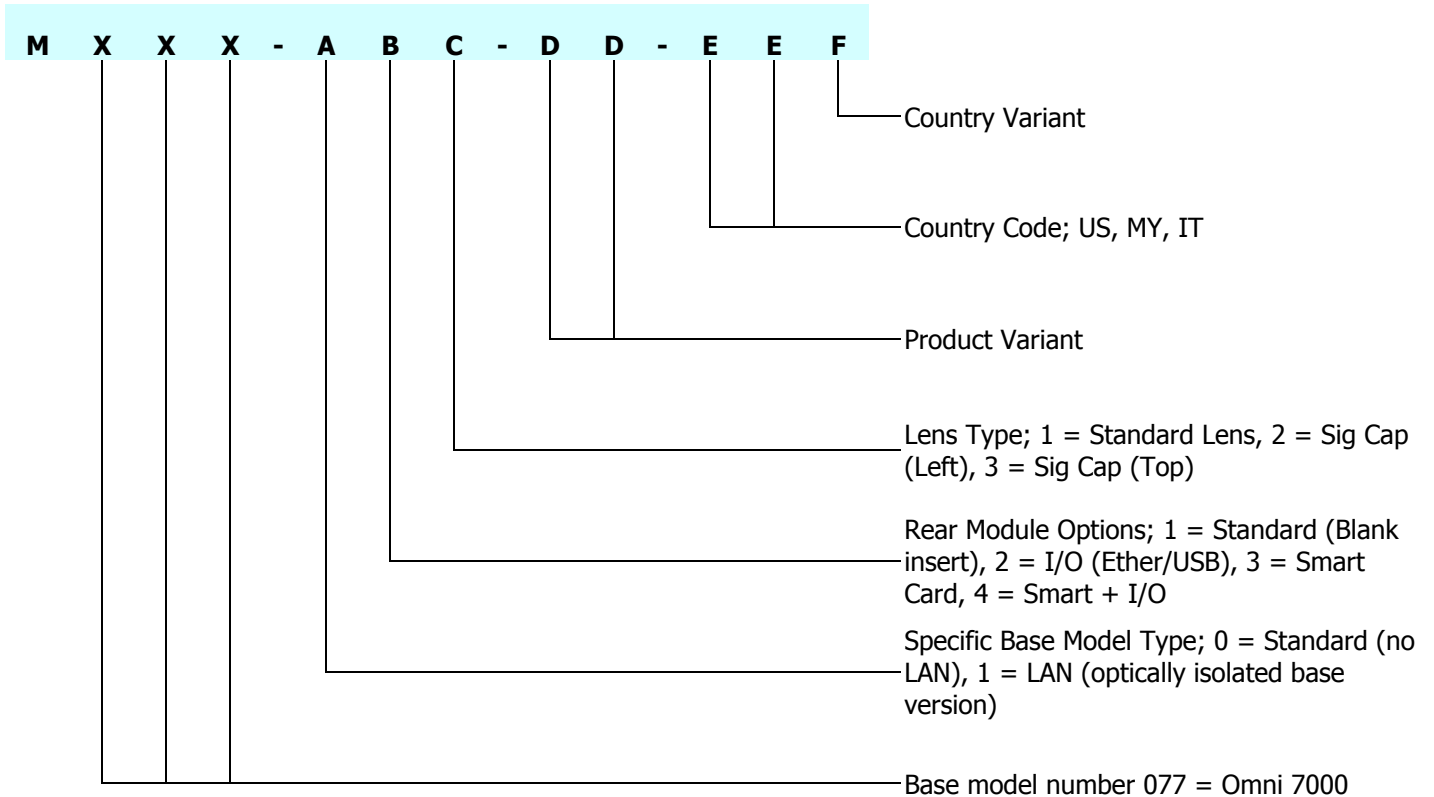 M X X X - A B C - D D - E E F
Country Variant
Country Code; US, MY, IT
Product Variant
Lens Type; 1 = Standard Lens, 2 = Sig Cap
(Left), 3 = Sig Cap (Top)
Rear Module Options; 1 = Standard (Blank
insert), 2 = I/O (Ether/USB), 3 = Smart
Card, 4 = Smart + I/O
Specific Base Model Type; 0 = Standard (no
LAN), 1 = LAN (optically isolated base
version)
Base model number 077 = Omni 7000